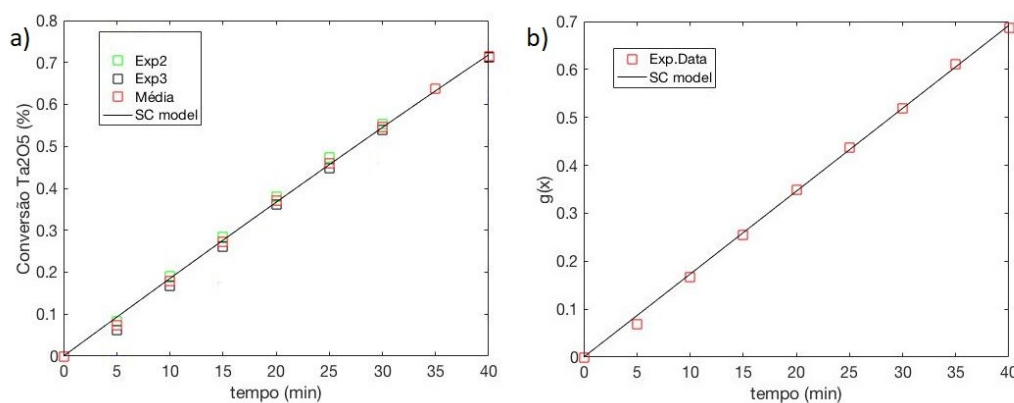 a)
Exp2
Exp3
Média
SC model
Conversão Ta2O5 (%)
0.8
0.7
0.6
0.5
0.4
0.3
0.2
0.1
0
0 5 10 15 20 25 30 35 40
tempo (min)
b)
Exp.Data
SC model
g(x)
0.7
0.6
0.5
0.4
0.3
0.2
0.1
0
0 5 10 15 20 25 30 35 40
tempo (min)